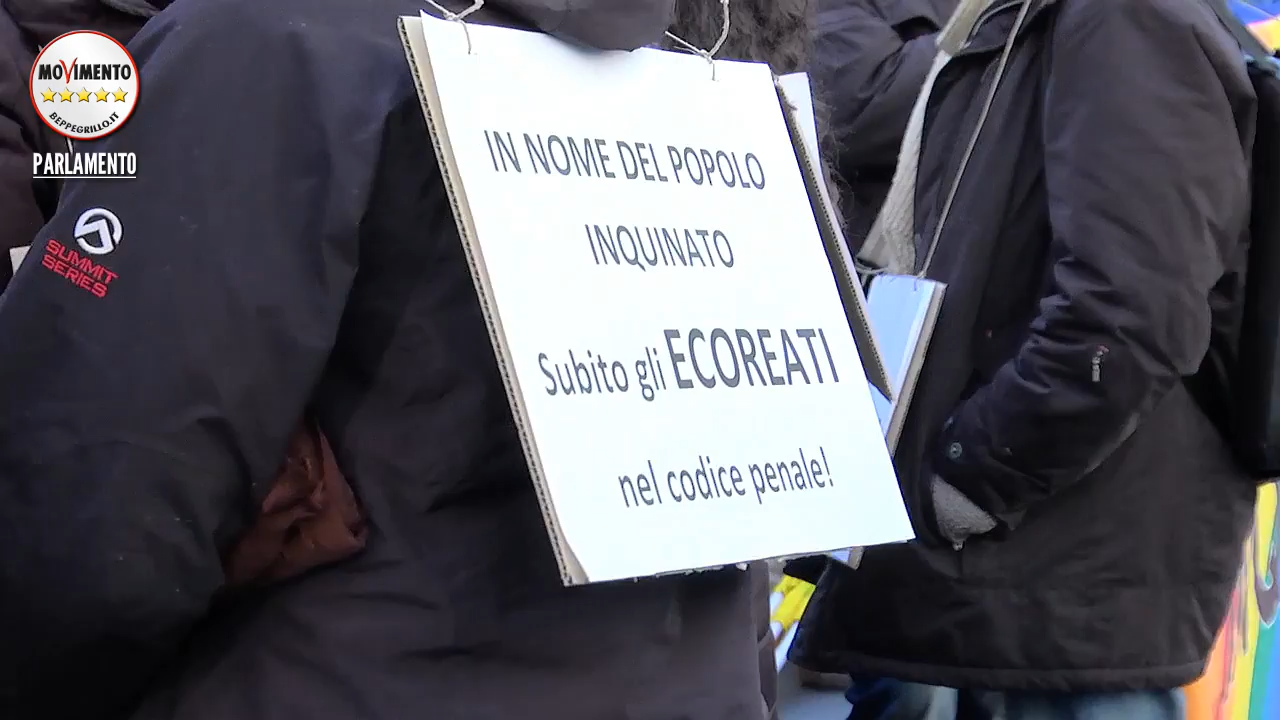 MOVIMENTO
BEPPEGRILLO.IT
PARLAMENTO
SUMMIT
SERIES
IN NOME DEL POPOLO
INQUINATO
Subito gli ECOREATI
nel codice penale!